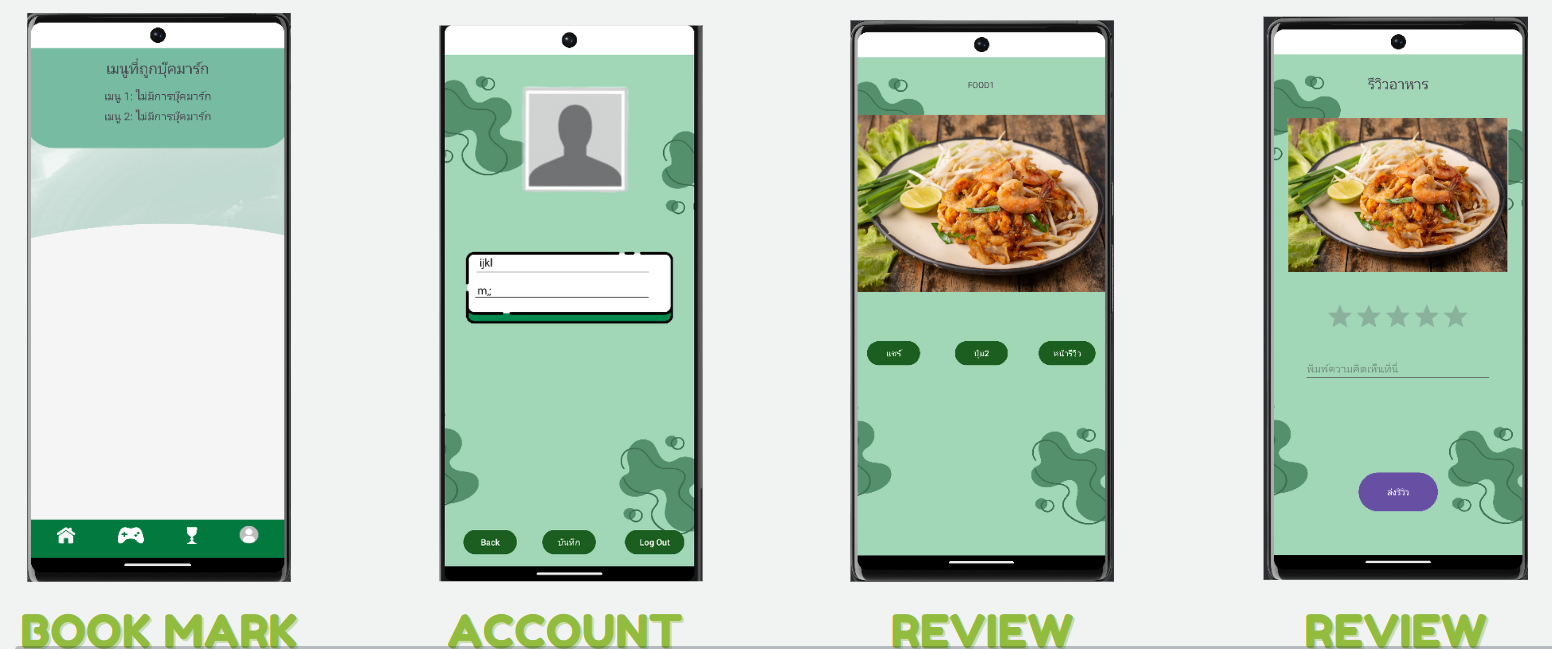 เมนูที่ถูกบุ๊คมาร์ก
เมนู 1: ไม่มีการบุ๊คมาร์ก
เมนู 2: ไม่มีการบุ๊คมาร์ก
BOOK MARK
ijkl
m,;
Back
บันทึก
Log Out
ACCOUNT
FOOD1
แชร์
ปุ่ม2
หน้ารีวิว
REVIEW
รีวิวอาหาร
พิมพ์ความคิดเห็นที่นี่
ส่งรีวิว
REVIEW